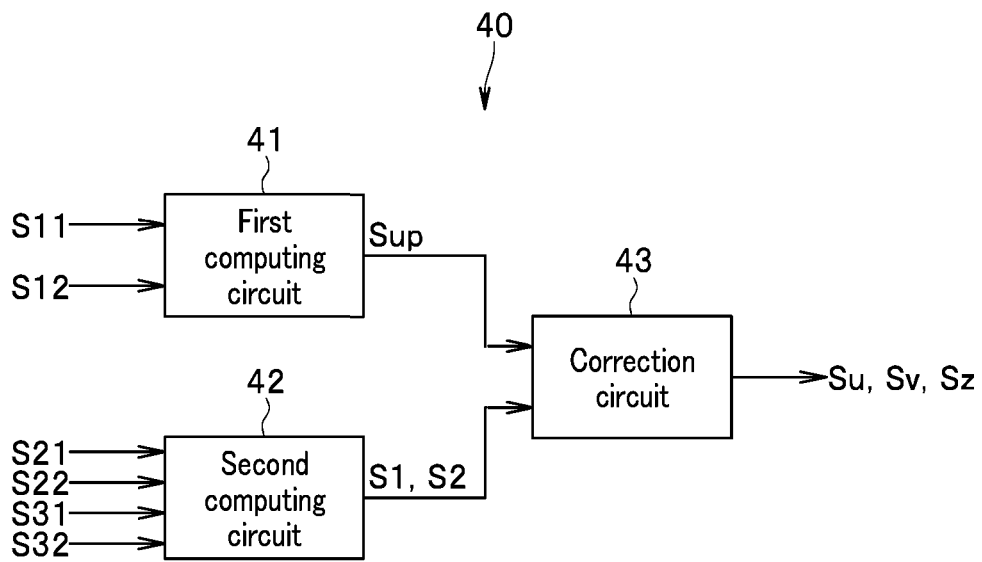 40
41
S11
S12
First
computing
circuit
Sup
43
Correction
circuit
Su, Sv, Sz
42
S21
S22
S31
S32
Second
computing
circuit
S1, S2